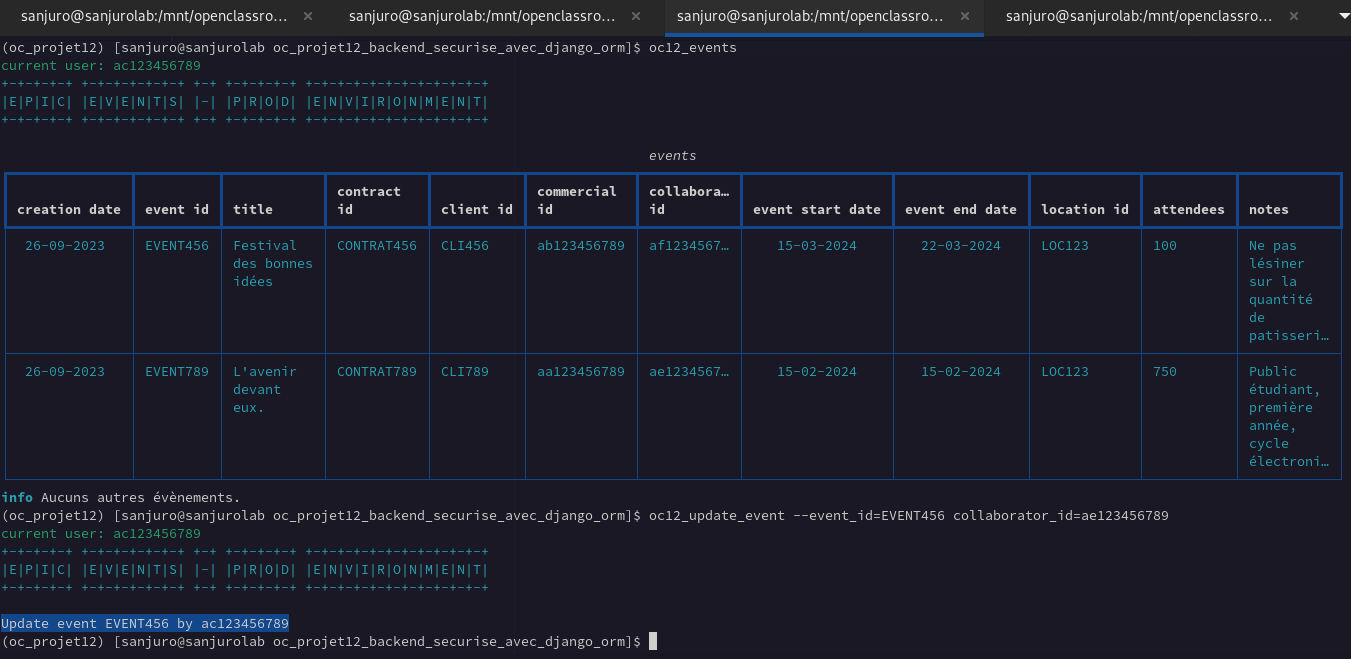 sanjuro@sanjurolab:/mnt/openclassro... × sanjuro@sanjurolab:/mnt/openclassro... × sanjuro@sanjurolab:/mnt/openclassro... × sanjuro@sanjurolab:/mnt/openclassro... ×
(oc_projet12) [sanjuro@sanjurolab oc_projet12_backend_securise_avec_django_orm]$ oc12_events
current user: ac123456789
+-+-+-+-+ +-+-+-+-+-+-+ +-+ +-+-+-+-+ +-+-+-+-+-+-+-+-+-+-+-+
|E|P|I|C| |E|V|E|N|T|S| |-| |P|R|O|D| |E|N|V|I|R|O|N|M|E|N|T|
+-+-+-+-+ +-+-+-+-+-+-+ +-+ +-+-+-+-+ +-+-+-+-+-+-+-+-+-+-+-+
events
contract commercial collabora…
creation date event id title id client id id id event start date event end date location id attendees notes
26-09-2023 EVENT456 Festival CONTRAT456 CLI456 ab123456789 af1234567… 15-03-2024 22-03-2024 LOC123 100 Ne pas
des bonnes lésiner
idées sur la
quantité
de
patisseri…
26-09-2023 EVENT789 L'avenir CONTRAT789 CLI789 aa123456789 ae1234567… 15-02-2024 15-02-2024 LOC123 750 Public
devant étudiant,
eux. première
année,
cycle
électroni…
info Aucuns autres évènements.
(oc_projet12) [sanjuro@sanjurolab oc_projet12_backend_securise_avec_django_orm]$ oc12_update_event --event_id=EVENT456 collaborator_id=ae123456789
current user: ac123456789
+-+-+-+-+ +-+-+-+-+-+-+ +-+ +-+-+-+-+ +-+-+-+-+-+-+-+-+-+-+-+
|E|P|I|C| |E|V|E|N|T|S| |-| |P|R|O|D| |E|N|V|I|R|O|N|M|E|N|T|
+-+-+-+-+ +-+-+-+-+-+-+ +-+ +-+-+-+-+ +-+-+-+-+-+-+-+-+-+-+-+
Update event EVENT456 by ac123456789
(oc_projet12) [sanjuro@sanjurolab oc_projet12_backend_securise_avec_django_orm]$